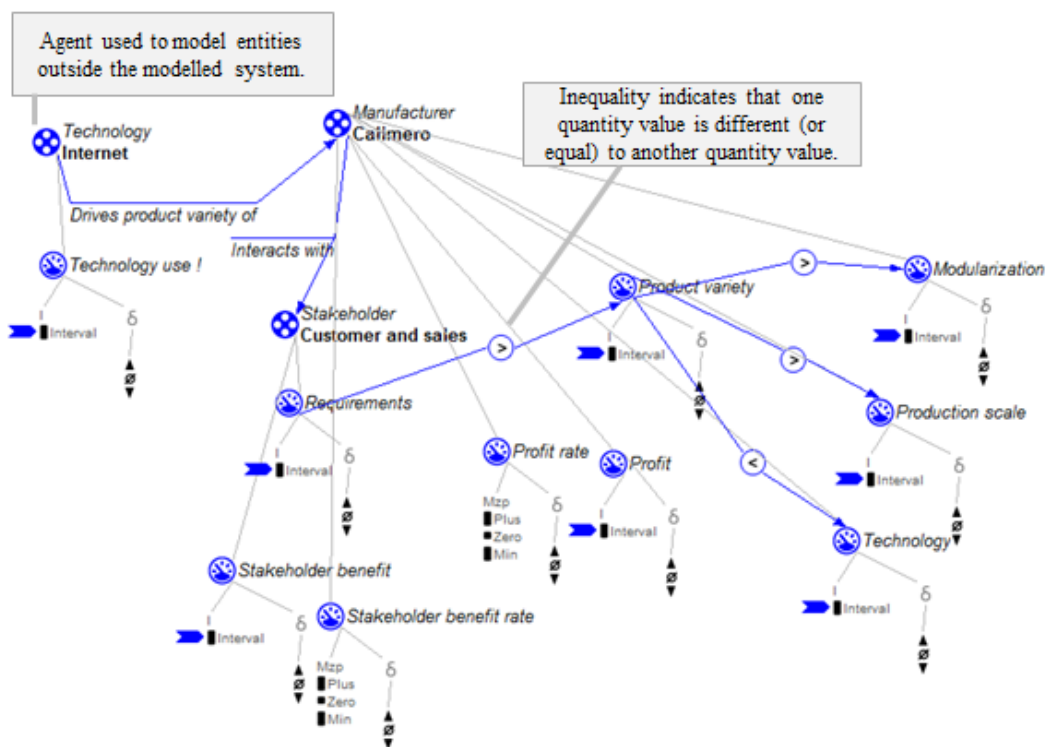 Agent used to model entities
outside the modelled system.
Inequality indicates that one
quantity value is different (or
equal) to another quantity value.
Technology
Internet
Manufacturer
Calimero
Drives product variety of
Interacts with
Technology use !
I
Interval
δ
Stakeholder
Customer and sales
>
Product variety
I
Interval
δ
>
Modularization
I
Interval
δ
>
Production scale
I
Interval
δ
Requirements
I
Interval
δ
Profit rate
Mzp
Plus
Zero
Min
δ
Profit
I
Interval
δ
<
Technology
I
Interval
δ
Stakeholder benefit
I
Interval
δ
Stakeholder benefit rate
Mzp
Plus
Zero
Min
δ